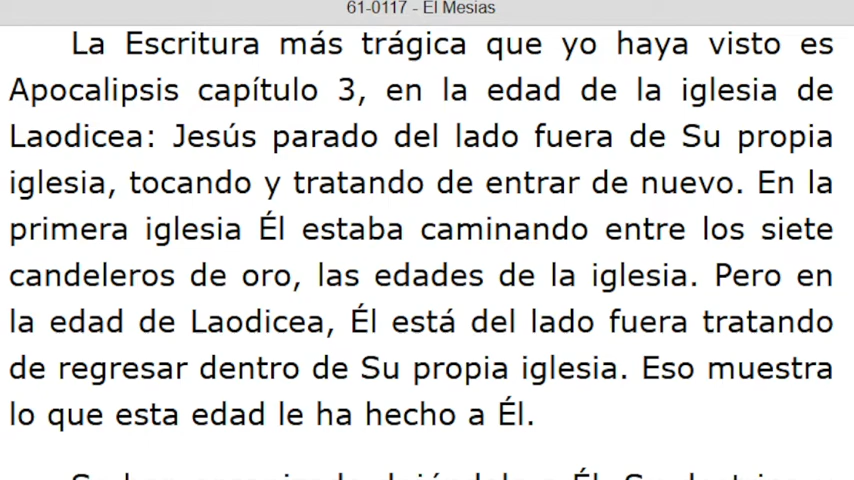 61-0117 - El Mesias
La Escritura más trágica que yo haya visto es
Apocalipsis capítulo 3, en la edad de la iglesia de
Laodicea: Jesús parado del lado fuera de Su propia
iglesia, tocando y tratando de entrar de nuevo. En la
primera iglesia Él estaba caminando entre los siete
candeleros de oro, las edades de la iglesia. Pero en
la edad de Laodicea, Él está del lado fuera tratando
de regresar dentro de Su propia iglesia. Eso muestra
lo que esta edad le ha hecho a Él.